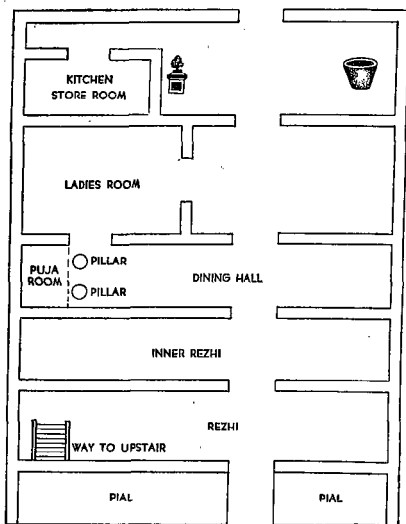 KITCHEN
STORE ROOM
LADIES ROOM
PUJA
ROOM
PILLAR
PILLAR
DINING HALL
INNER REZHI
REZHI
WAY TO UPSTAIR
PIAL
PIAL